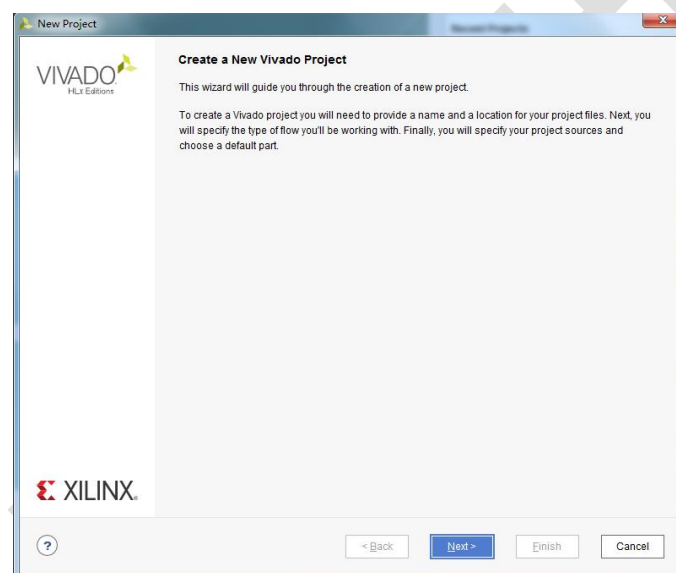 New Project
Recent Projects
VIVADO
HLx Editions
Create a New Vivado Project
This wizard will guide you through the creation of a new project.
To create a Vivado project you will need to provide a name and a location for your project files. Next, you
will specify the type of flow you'll be working with. Finally, you will specify your project sources and
choose a default part.
XILINX
?
< Back
Next >
Finish
Cancel